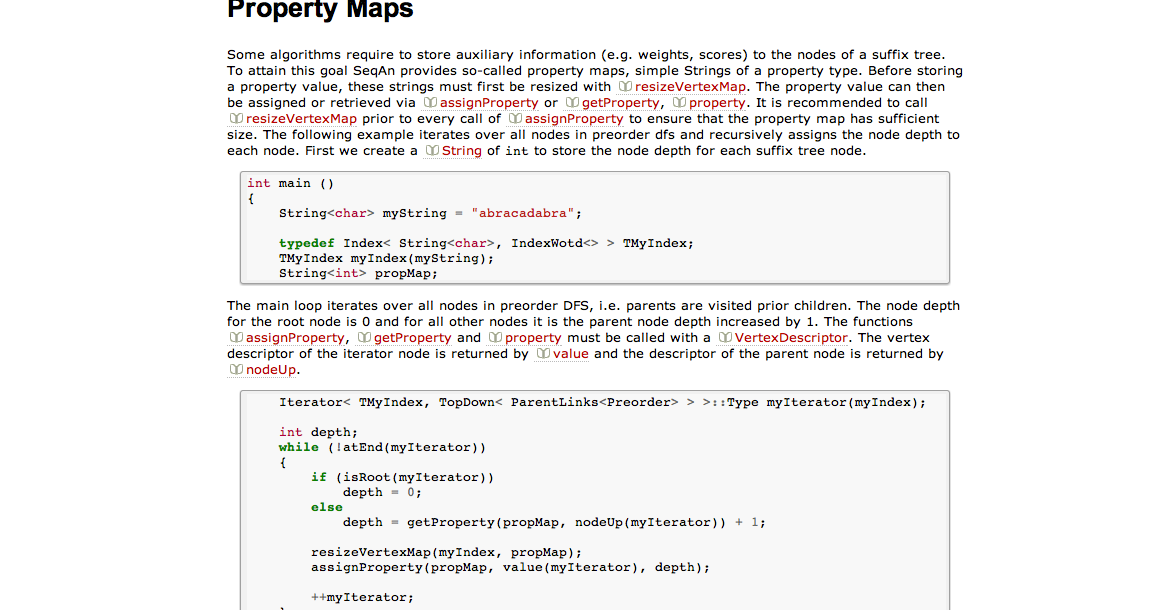 Property Maps
Some algorithms require to store auxiliary information (e.g. weights, scores) to the nodes of a suffix tree.
To attain this goal SeqAn provides so-called property maps, simple Strings of a property type. Before storing
a property value, these strings must first be resized with resizeVertexMap. The property value can then
be assigned or retrieved via assignProperty or getProperty, property. It is recommended to call
resizeVertexMap prior to every call of assignProperty to ensure that the property map has sufficient
size. The following example iterates over all nodes in preorder dfs and recursively assigns the node depth to
each node. First we create a String of int to store the node depth for each suffix tree node.
int main ()
{
    String<char> myString = "abracadabra";
    typedef Index< String<char>, IndexWotd<> > TMyIndex;
    TMyIndex myIndex(myString);
    String<int> propMap;
The main loop iterates over all nodes in preorder DFS, i.e. parents are visited prior children. The node depth
for the root node is 0 and for all other nodes it is the parent node depth increased by 1. The functions
assignProperty, getProperty and property must be called with a VertexDescriptor. The vertex
descriptor of the iterator node is returned by value and the descriptor of the parent node is returned by
nodeUp.
    Iterator< TMyIndex, TopDown< ParentLinks<Preorder> > >::Type myIterator(myIndex);
    int depth;
    while (!atEnd(myIterator))
    {
        if (isRoot(myIterator))
            depth = 0;
        else
            depth = getProperty(propMap, nodeUp(myIterator)) + 1;
        resizeVertexMap(myIndex, propMap);
        assignProperty(propMap, value(myIterator), depth);
        ++myIterator;